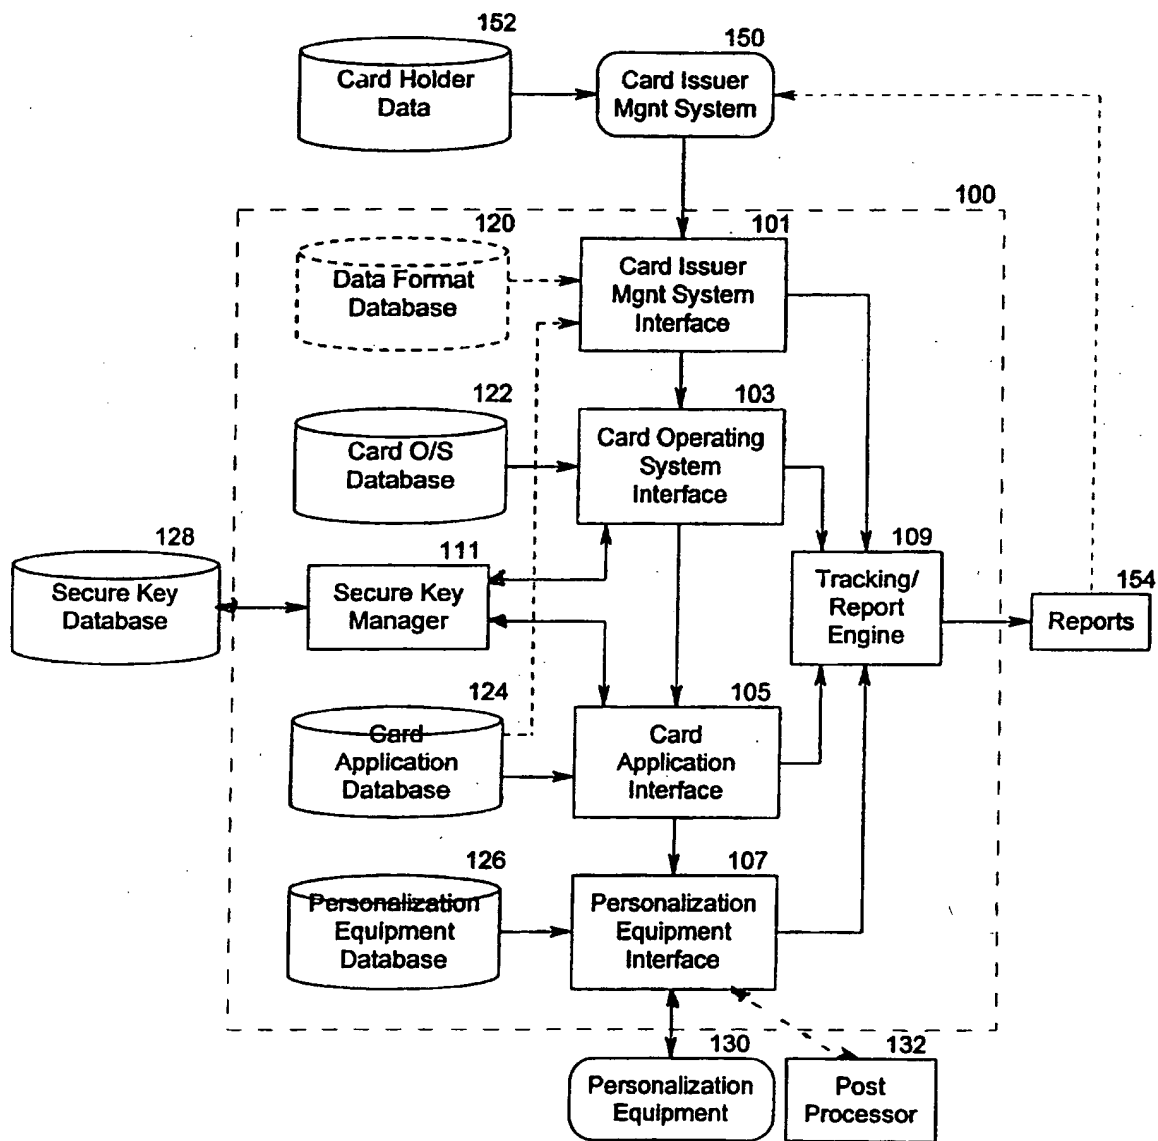 152
Card Holder
Data
150
Card Issuer
Mgnt System
100
120
Data Format
Database
101
Card Issuer
Mgnt System
Interface
122
Card O/S
Database
103
Card Operating
System
Interface
128
Secure Key
Database
111
Secure Key
Manager
109
Tracking/
Report
Engine
154
Reports
124
Card
Application
Database
105
Card
Application
Interface
126
Personalization
Equipment
Database
107
Personalization
Equipment
Interface
130
Personalization
Equipment
132
Post
Processor